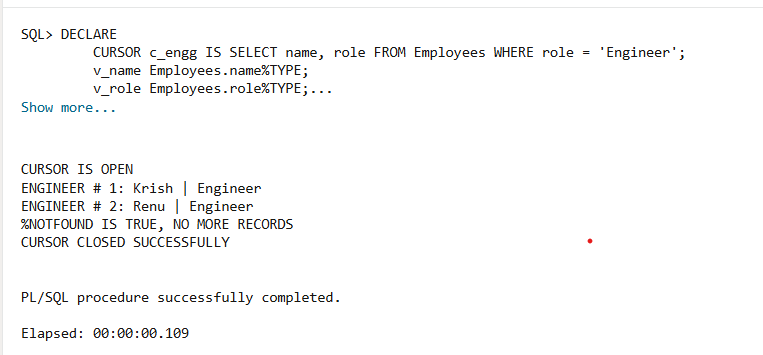 SQL> DECLARE
CURSOR c_engg IS SELECT name, role FROM Employees WHERE role = 'Engineer';
v_name Employees.name%TYPE;
v_role Employees.role%TYPE;...
Show more...
CURSOR IS OPEN
ENGINEER # 1: Krish | Engineer
ENGINEER # 2: Renu | Engineer
%NOTFOUND IS TRUE, NO MORE RECORDS
CURSOR CLOSED SUCCESSFULLY
PL/SQL procedure successfully completed.
Elapsed: 00:00:00.109